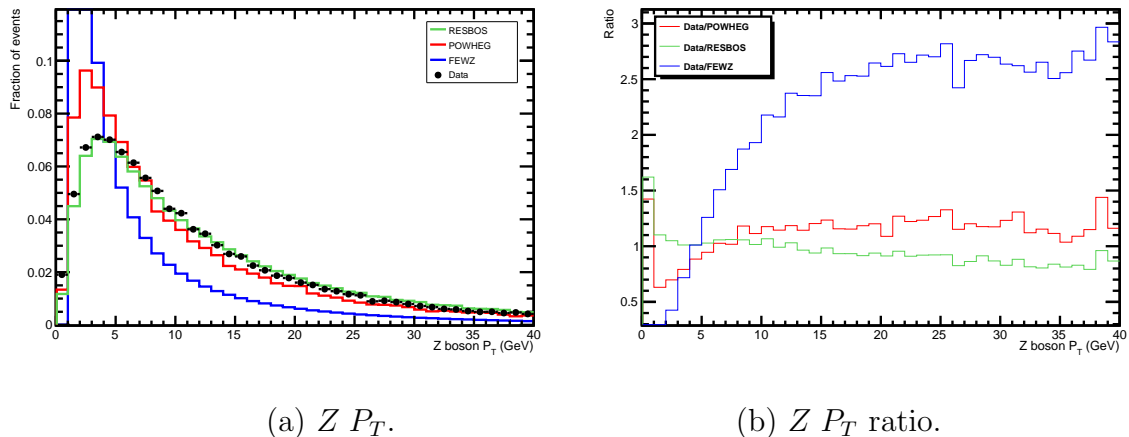 Fraction of events
0.1
0.08
0.06
0.04
0.02
0
RESBOS
POWHEG
FEWZ
Data
0 5 10 15 20 25 30 35 40
Z boson P_T (GeV)
(a) Z P_T.
Ratio
3
2.5
2
1.5
1
0.5
Data/POWHEG
Data/RESBOS
Data/FEWZ
0 5 10 15 20 25 30 35 40
Z boson P_T (GeV)
(b) Z P_T ratio.